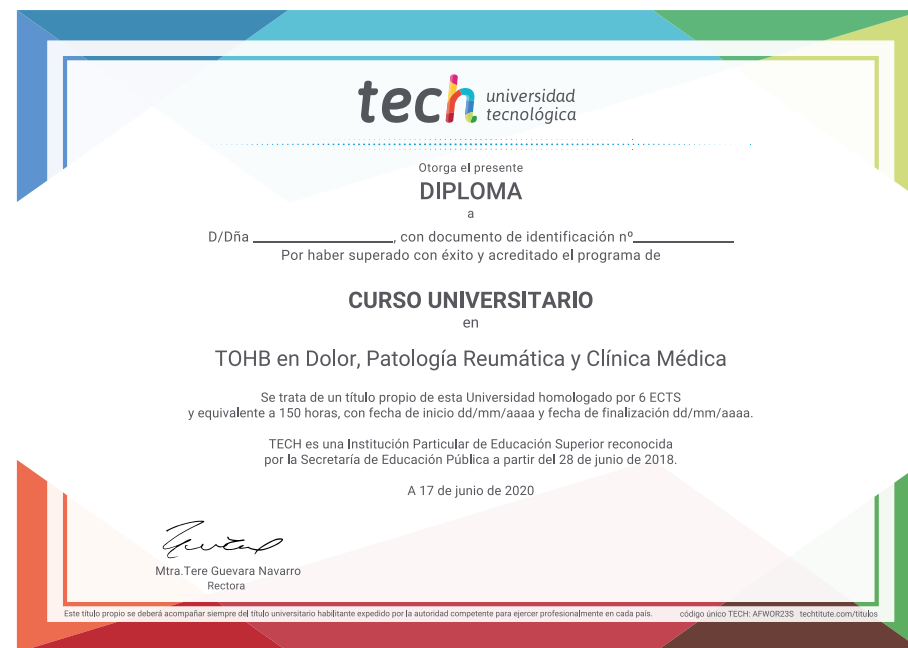 tech universidad
tecnológica
Otorga el presente
DIPLOMA
a
D/Dña ____________, con documento de identificación nº____________
Por haber superado con éxito y acreditado el programa de
CURSO UNIVERSITARIO
en
TOHB en Dolor, Patología Reumática y Clínica Médica
Se trata de un título propio de esta Universidad homologado por 6 ECTS
y equivalente a 150 horas, con fecha de inicio dd/mm/aaaa y fecha de finalización dd/mm/aaaa.
TECH es una Institución Particular de Educación Superior reconocida
por la Secretaría de Educación Pública a partir del 28 de junio de 2018.
A 17 de junio de 2020
Mtra.Tere Guevara Navarro
Rectora
Este título propio se deberá acompañar siempre del título universitario habilitante expedido por la autoridad competente para ejercer profesionalmente en cada país. código único TECH: AFWOR23S techtitute.com/titulos